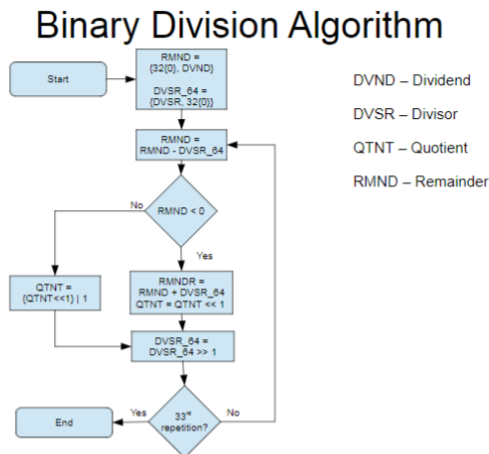 Binary Division Algorithm
Start
RMND =
{32{0}, DVND}
DVSR_64 =
{DVSR, 32{0}}
DVND – Dividend
DVSR – Divisor
QTNT – Quotient
RMND – Remainder
RMND =
RMND - DVSR_64
RMND < 0
No
Yes
QTNT =
(QTNT<<1) | 1
RMNDR =
RMND + DVSR_64
QTNT = QTNT << 1
DVSR_64 =
DVSR_64 >> 1
33rd
repetition?
Yes
No
End